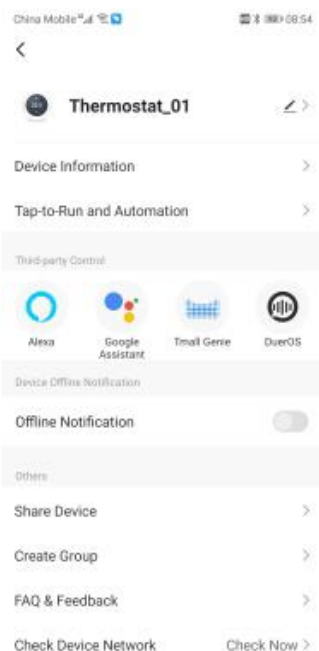 China Mobile 08:54
Thermostat_01
Device Information
Tap-to-Run and Automation
Third-party Control
Alexa
Google Assistant
Tmall Genie
DuerOS
Device Offline Notification
Offline Notification
Others
Share Device
Create Group
FAQ & Feedback
Check Device Network Check Now